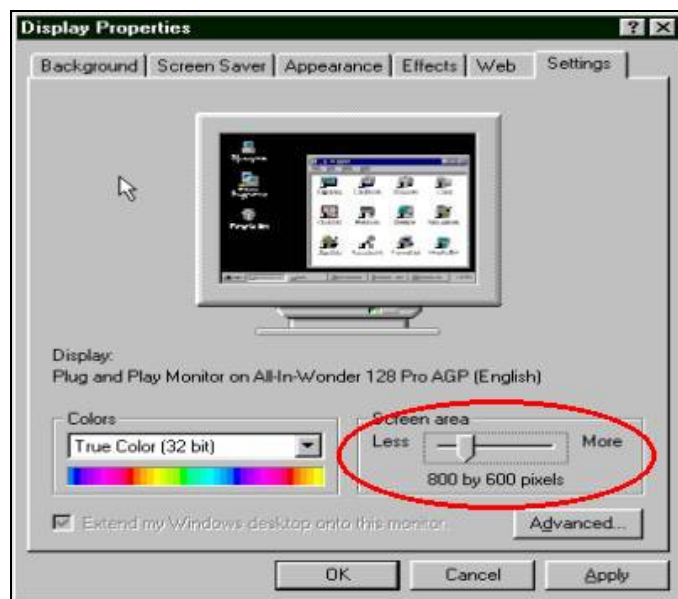 Display Properties
Background Screen Saver Appearance Effects Web Settings
Display:
Plug and Play Monitor on All-In-Wonder 128 Pro AGP (English)
Colors
True Color (32 bit)
Screen area
Less More
800 by 600 pixels
Extend my Windows desktop onto this monitor.
Advanced...
OK Cancel Apply